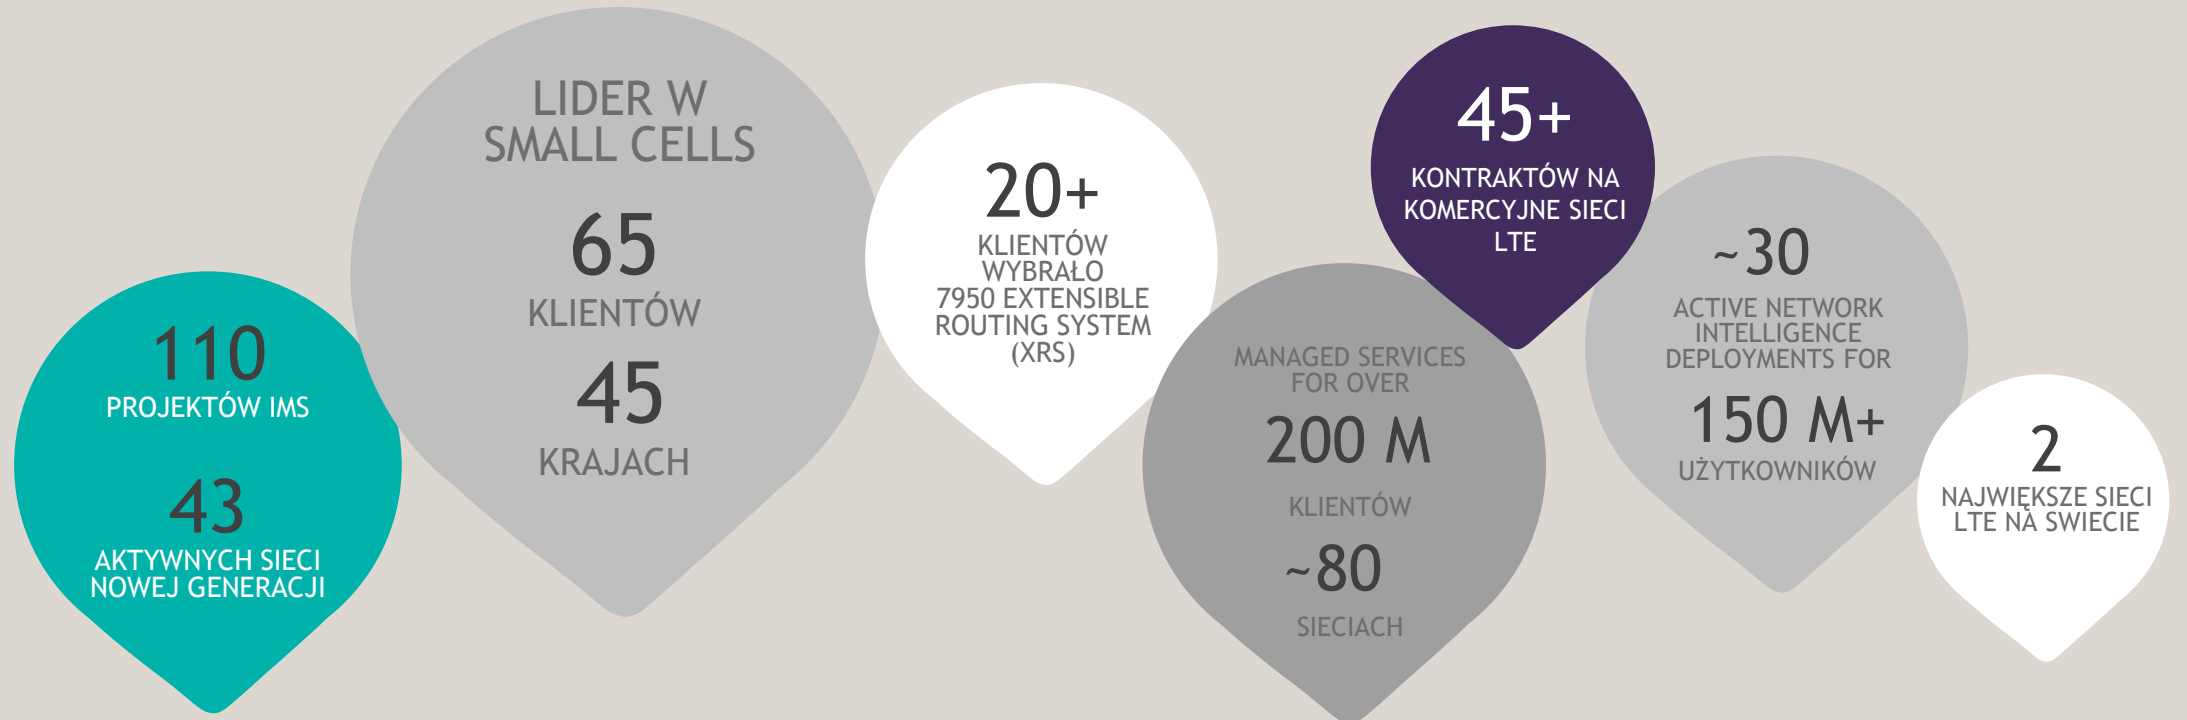 110
PROJEKTÓW IMS
43
AKTYWNYCH SIECI
NOWEJ GENERACJI
LIDER W
SMALL CELLS
65
KLIENTÓW
45
KRAJACH
20+
KLIENTÓW
WYBRAŁO
7950 EXTENSIBLE
ROUTING SYSTEM
(XRS)
MANAGED SERVICES
FOR OVER
200 M
KLIENTÓW
~80
SIECIACH
45+
KONTRAKTÓW NA
KOMERCYJNE SIECI
LTE
~30
ACTIVE NETWORK
INTELLIGENCE
DEPLOYMENTS FOR
150 M+
UŻYTKOWNIKÓW
2
NAJWIĘKSZE SIECI
LTE NA SWIECIE